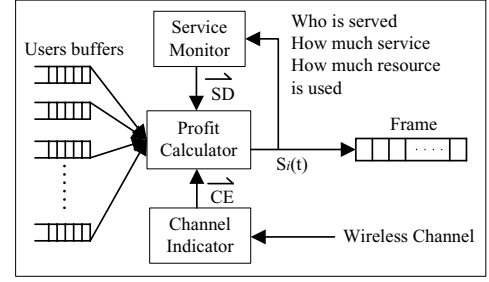 Users buffers
Service
Monitor
Who is served
How much service
How much resource
is used
SD
Profit
Calculator
Frame
Si(t)
CE
Channel
Indicator
Wireless Channel